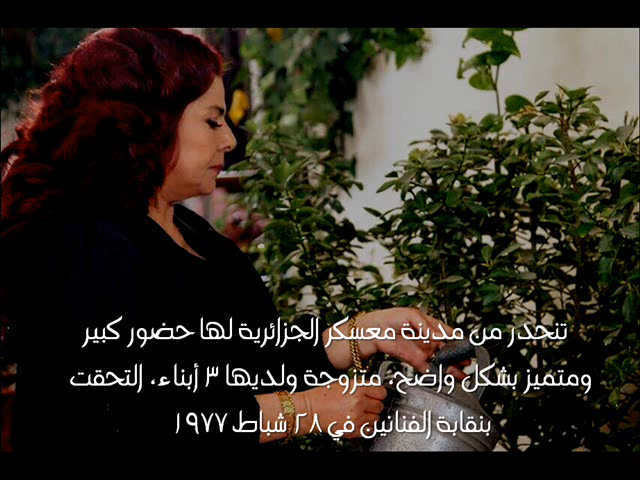 تنحدر من مدينة معسكر الجزائرية لها حضور كبير
ومتميز بشكل واضح، متزوجة ولديها ٣ أبناء، التحقت
بنقابة الفنانين في ٢٨ شباط ١٩٧٧